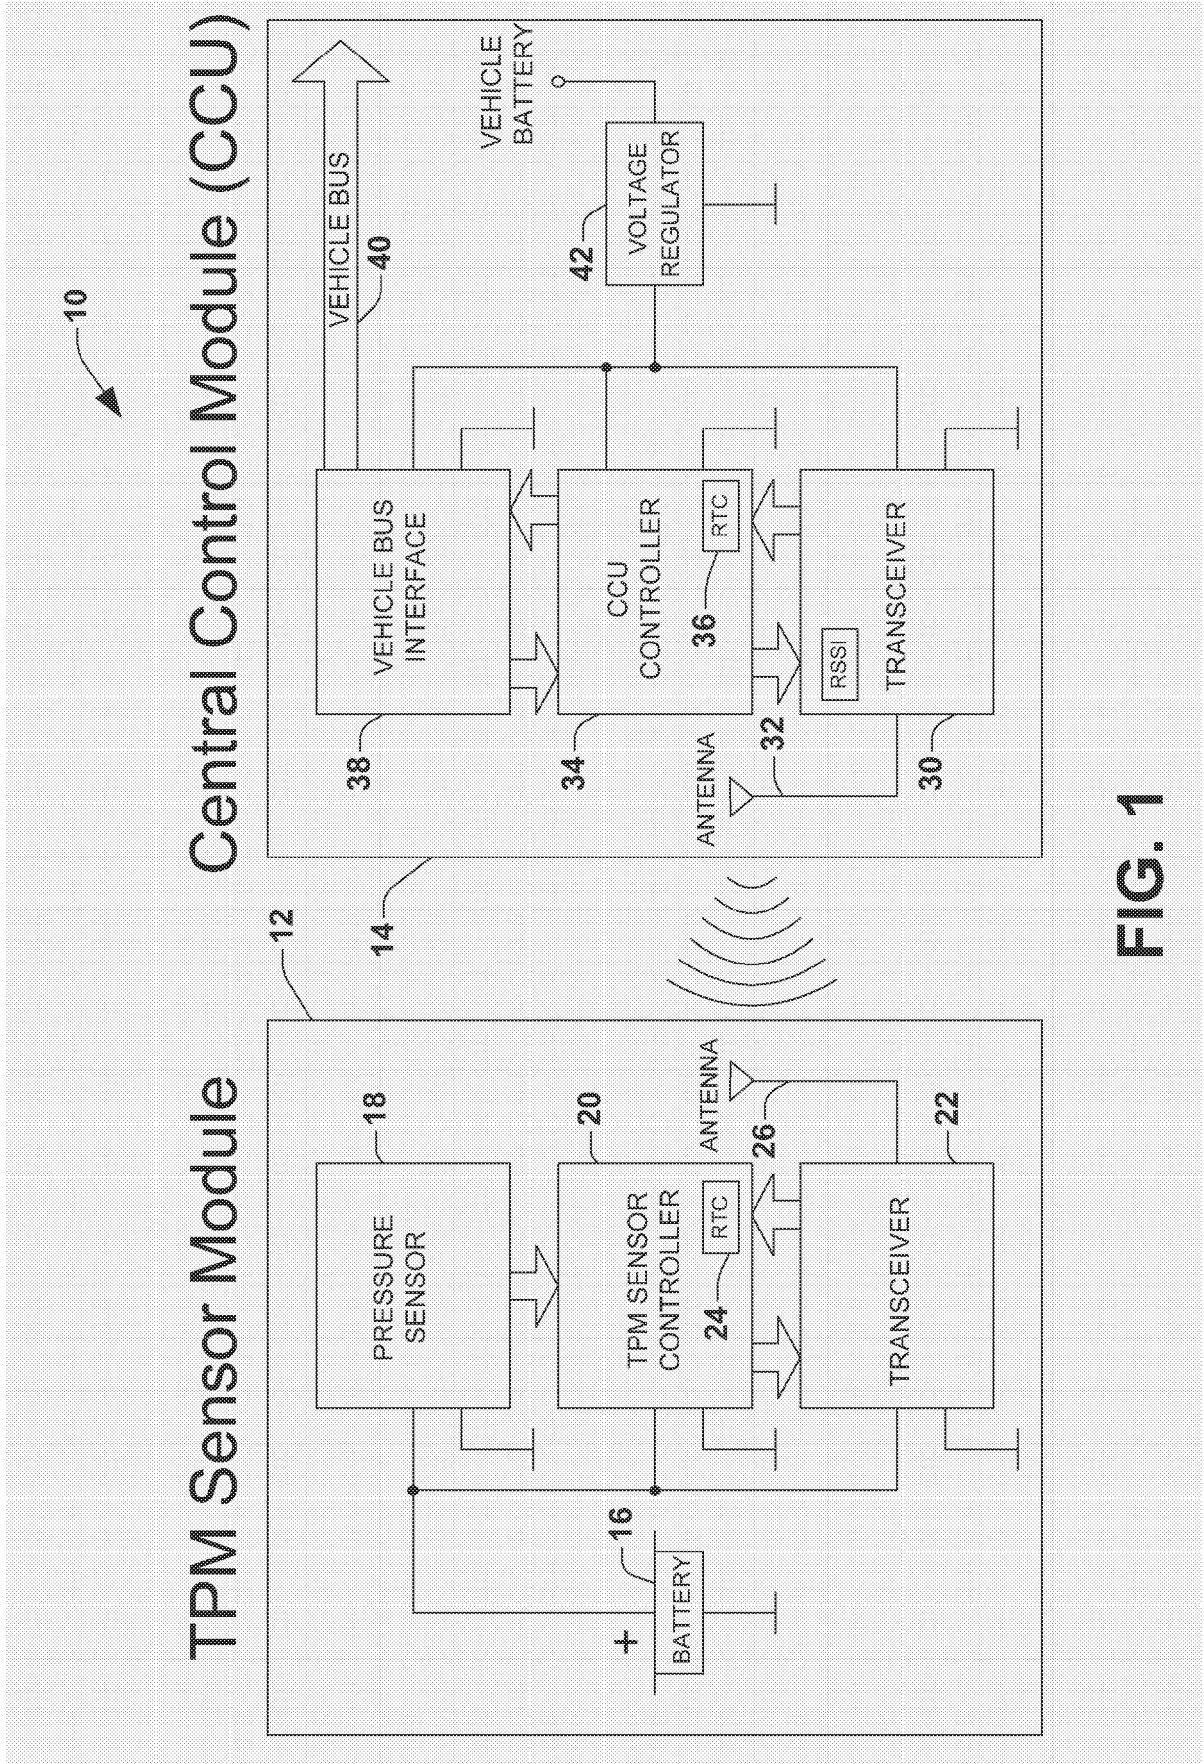 10
TPM Sensor Module
Central Control Module (CCU)
12
14
PRESSURE
SENSOR
18
TPM SENSOR
CONTROLLER
20
RTC
24
TRANSCEIVER
22
ANTENNA
26
+
BATTERY
16
VEHICLE BUS
INTERFACE
38
VEHICLE BUS
40
CCU
CONTROLLER
34
RTC
36
TRANSCEIVER
RSSI
30
ANTENNA
32
VOLTAGE
REGULATOR
42
VEHICLE
BATTERY
FIG. 1